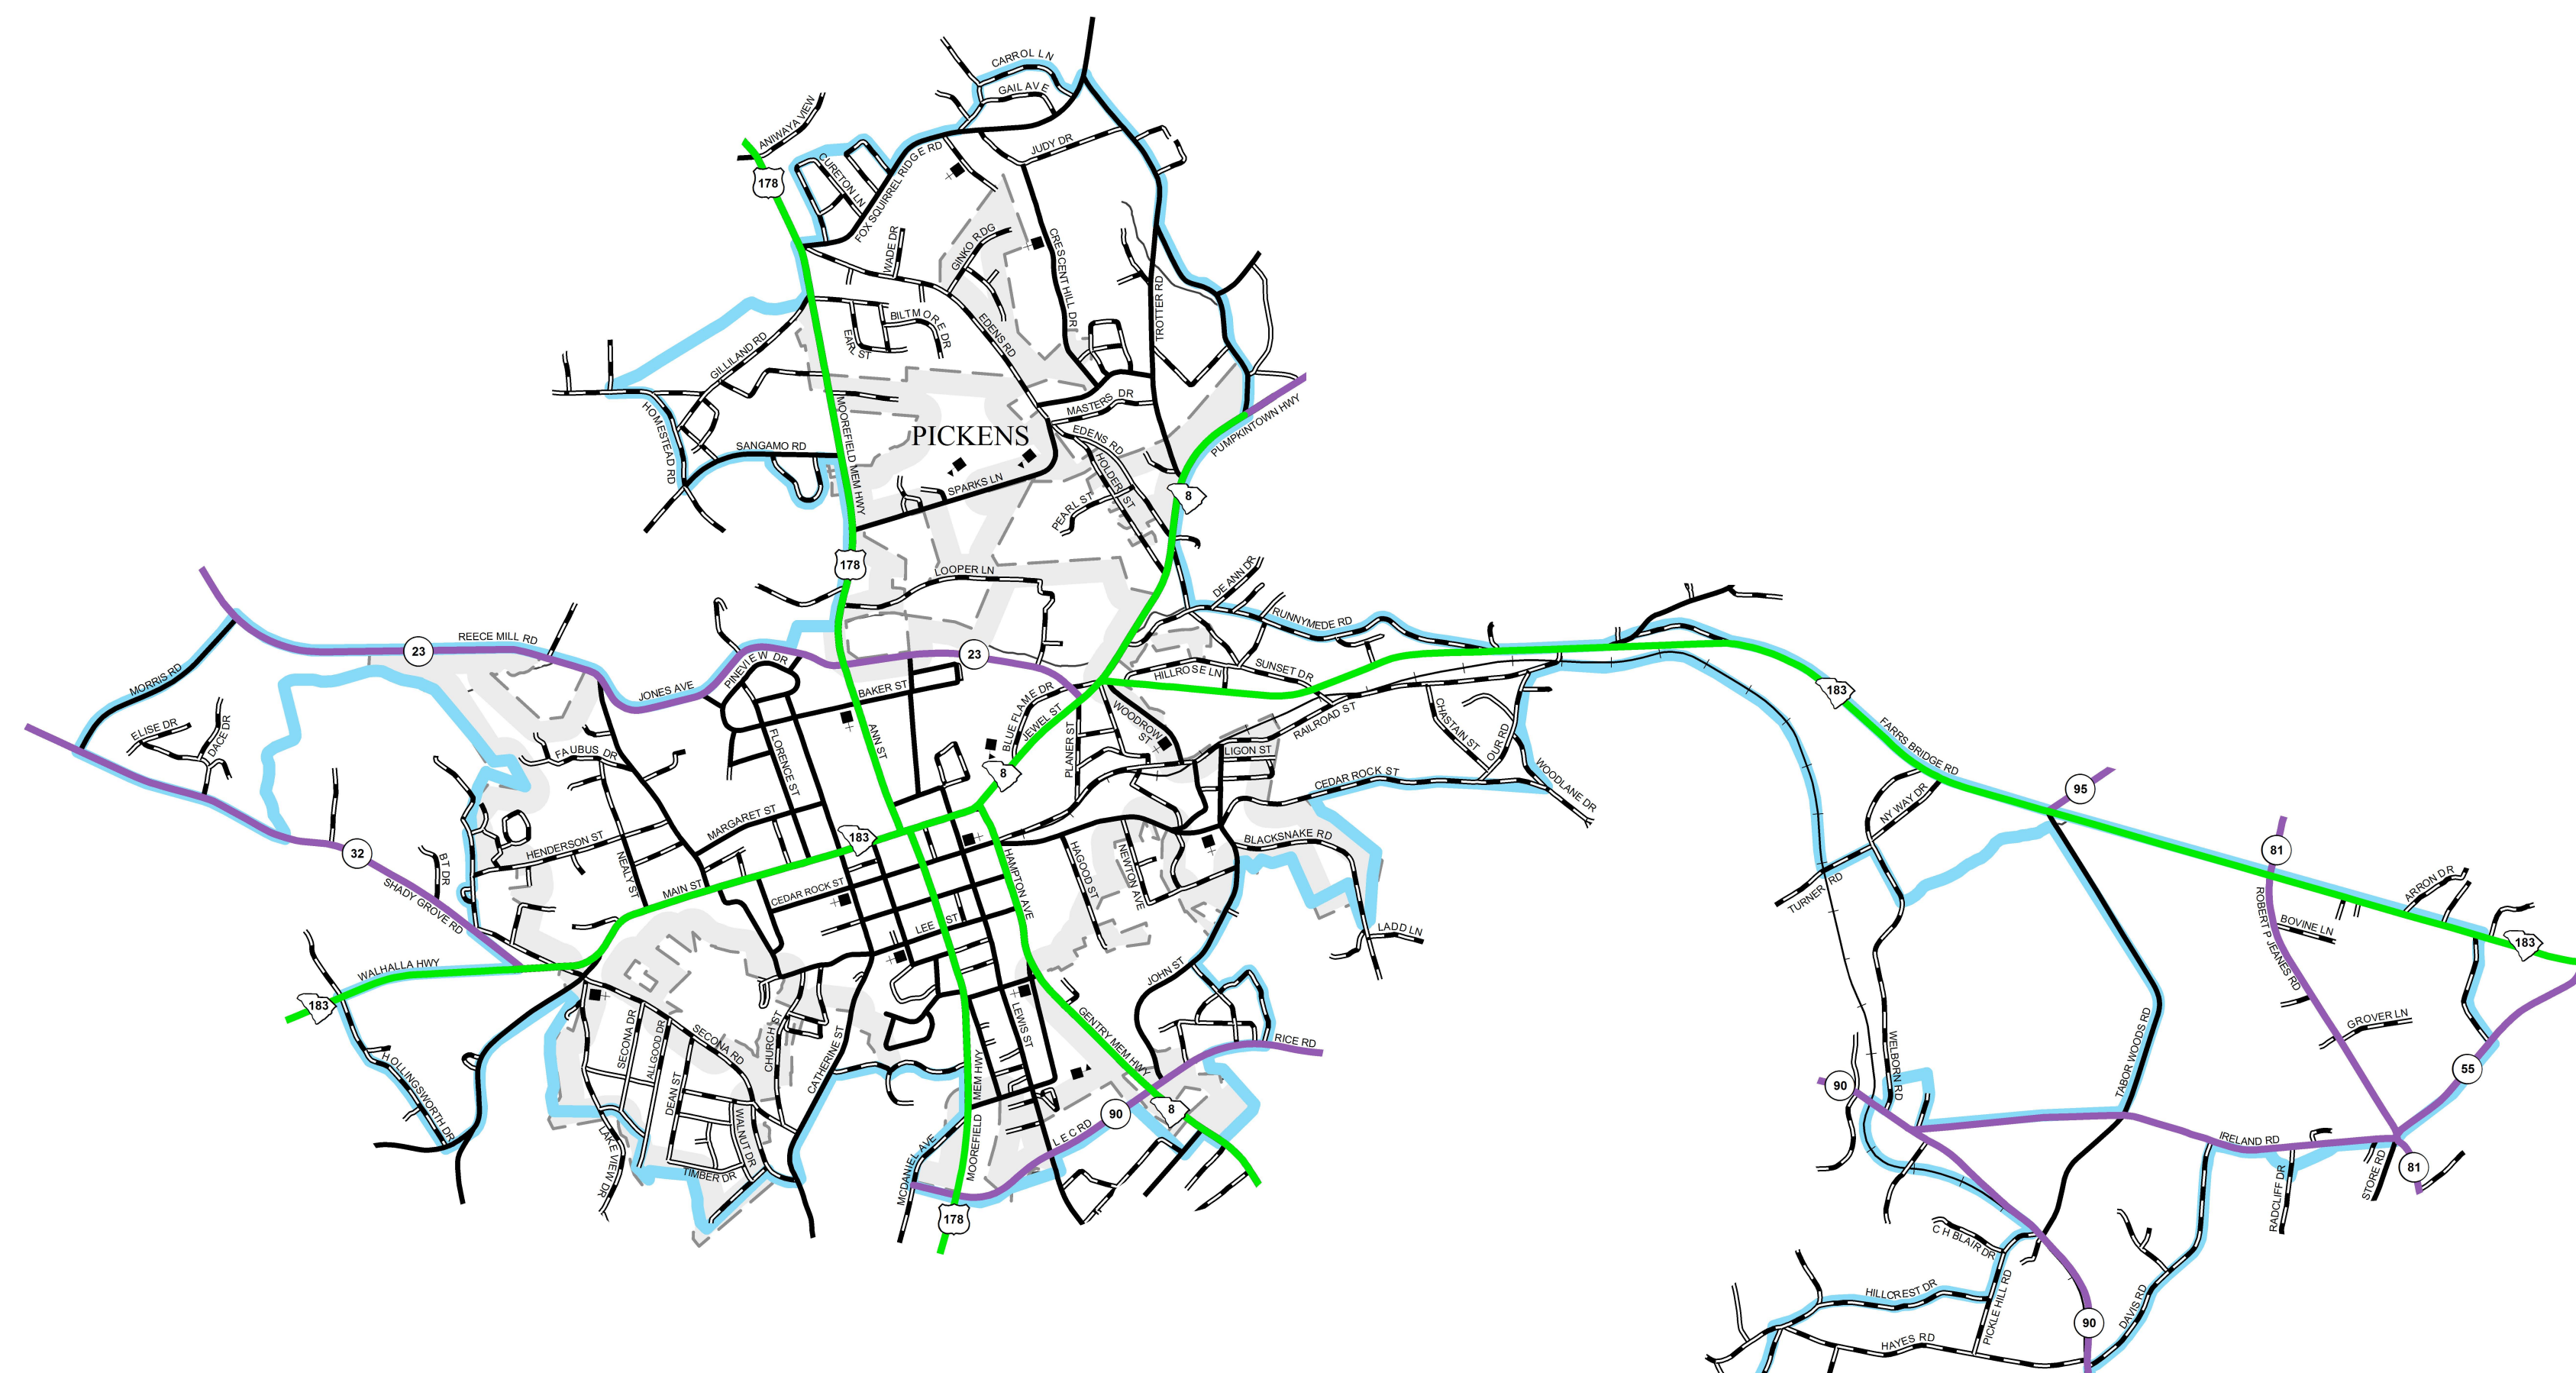 CARROL LN
GAIL AVE
ANIWAYA VIEW
JUDY DR
178
CURETON LN
FOX SQUIRREL RIDGE RD
WADE DR
GINKO RDG
CRESCENT HILL DR
TROTTER RD
BILTMORE DR
EARL ST
EDENS RD
GILLILAND RD
MASTERS DR
PUMPKINTOWN HWY
HOMESTEAD RD
MOOREFIELD MEM HWY
PICKENS
EDENS RD
SANGAMO RD
HOLDER ST
SPARKS LN
8
PEARL ST
178
LOOPER LN
DE ANN DR
RUNNYMEDE RD
REECE MILL RD
23
23
MORRIS RD
PINEVIEW DR
JONES AVE
BAKER ST
HILLROSE LN
SUNSET DR
183
BLUE FLAME DR
JEWEL ST
WOODROW ST
RAILROAD ST
CHASTAIN ST
OUR RD
FARRS BRIDGE RD
ELISE DR
DACE DR
FAUBUS DR
FLORENCE ST
ANN ST
PLANER ST
LIGON ST
8
CEDAR ROCK ST
WOODLANE DR
95
NY WAY DR
MARGARET ST
183
HENDERSON ST
BLACKSNAKE RD
32
BT DR
NEALY ST
HAMPTON AVE
HAGOOD ST
NEWTON AVE
81
SHADY GROVE RD
MAIN ST
CEDAR ROCK ST
TURNER RD
ARRON DR
ROBERT P JEANES RD
BOVINE LN
LEE ST
LADD LN
183
WALHALLA HWY
JOHN ST
183
LEWIS ST
GENTRY MEM HWY
TABOR WOODS RD
GROVER LN
SECONA DR
ALLGOOD DR
SECONA RD
CHURCH ST
CATHERINE ST
RICE RD
WELBORN RD
HOLLINGSWORTH DR
DEAN ST
MOOREFIELD MEM HWY
90
55
8
90
LAKE VIEW DR
WALNUT DR
TIMBER DR
L E C RD
MCDANIEL AVE
IRELAND RD
STORE RD
81
RADCLIFF DR
178
C H BLAIR DR
HILLCREST DR
PICKLE HILL RD
DAVIS RD
90
HAYES RD